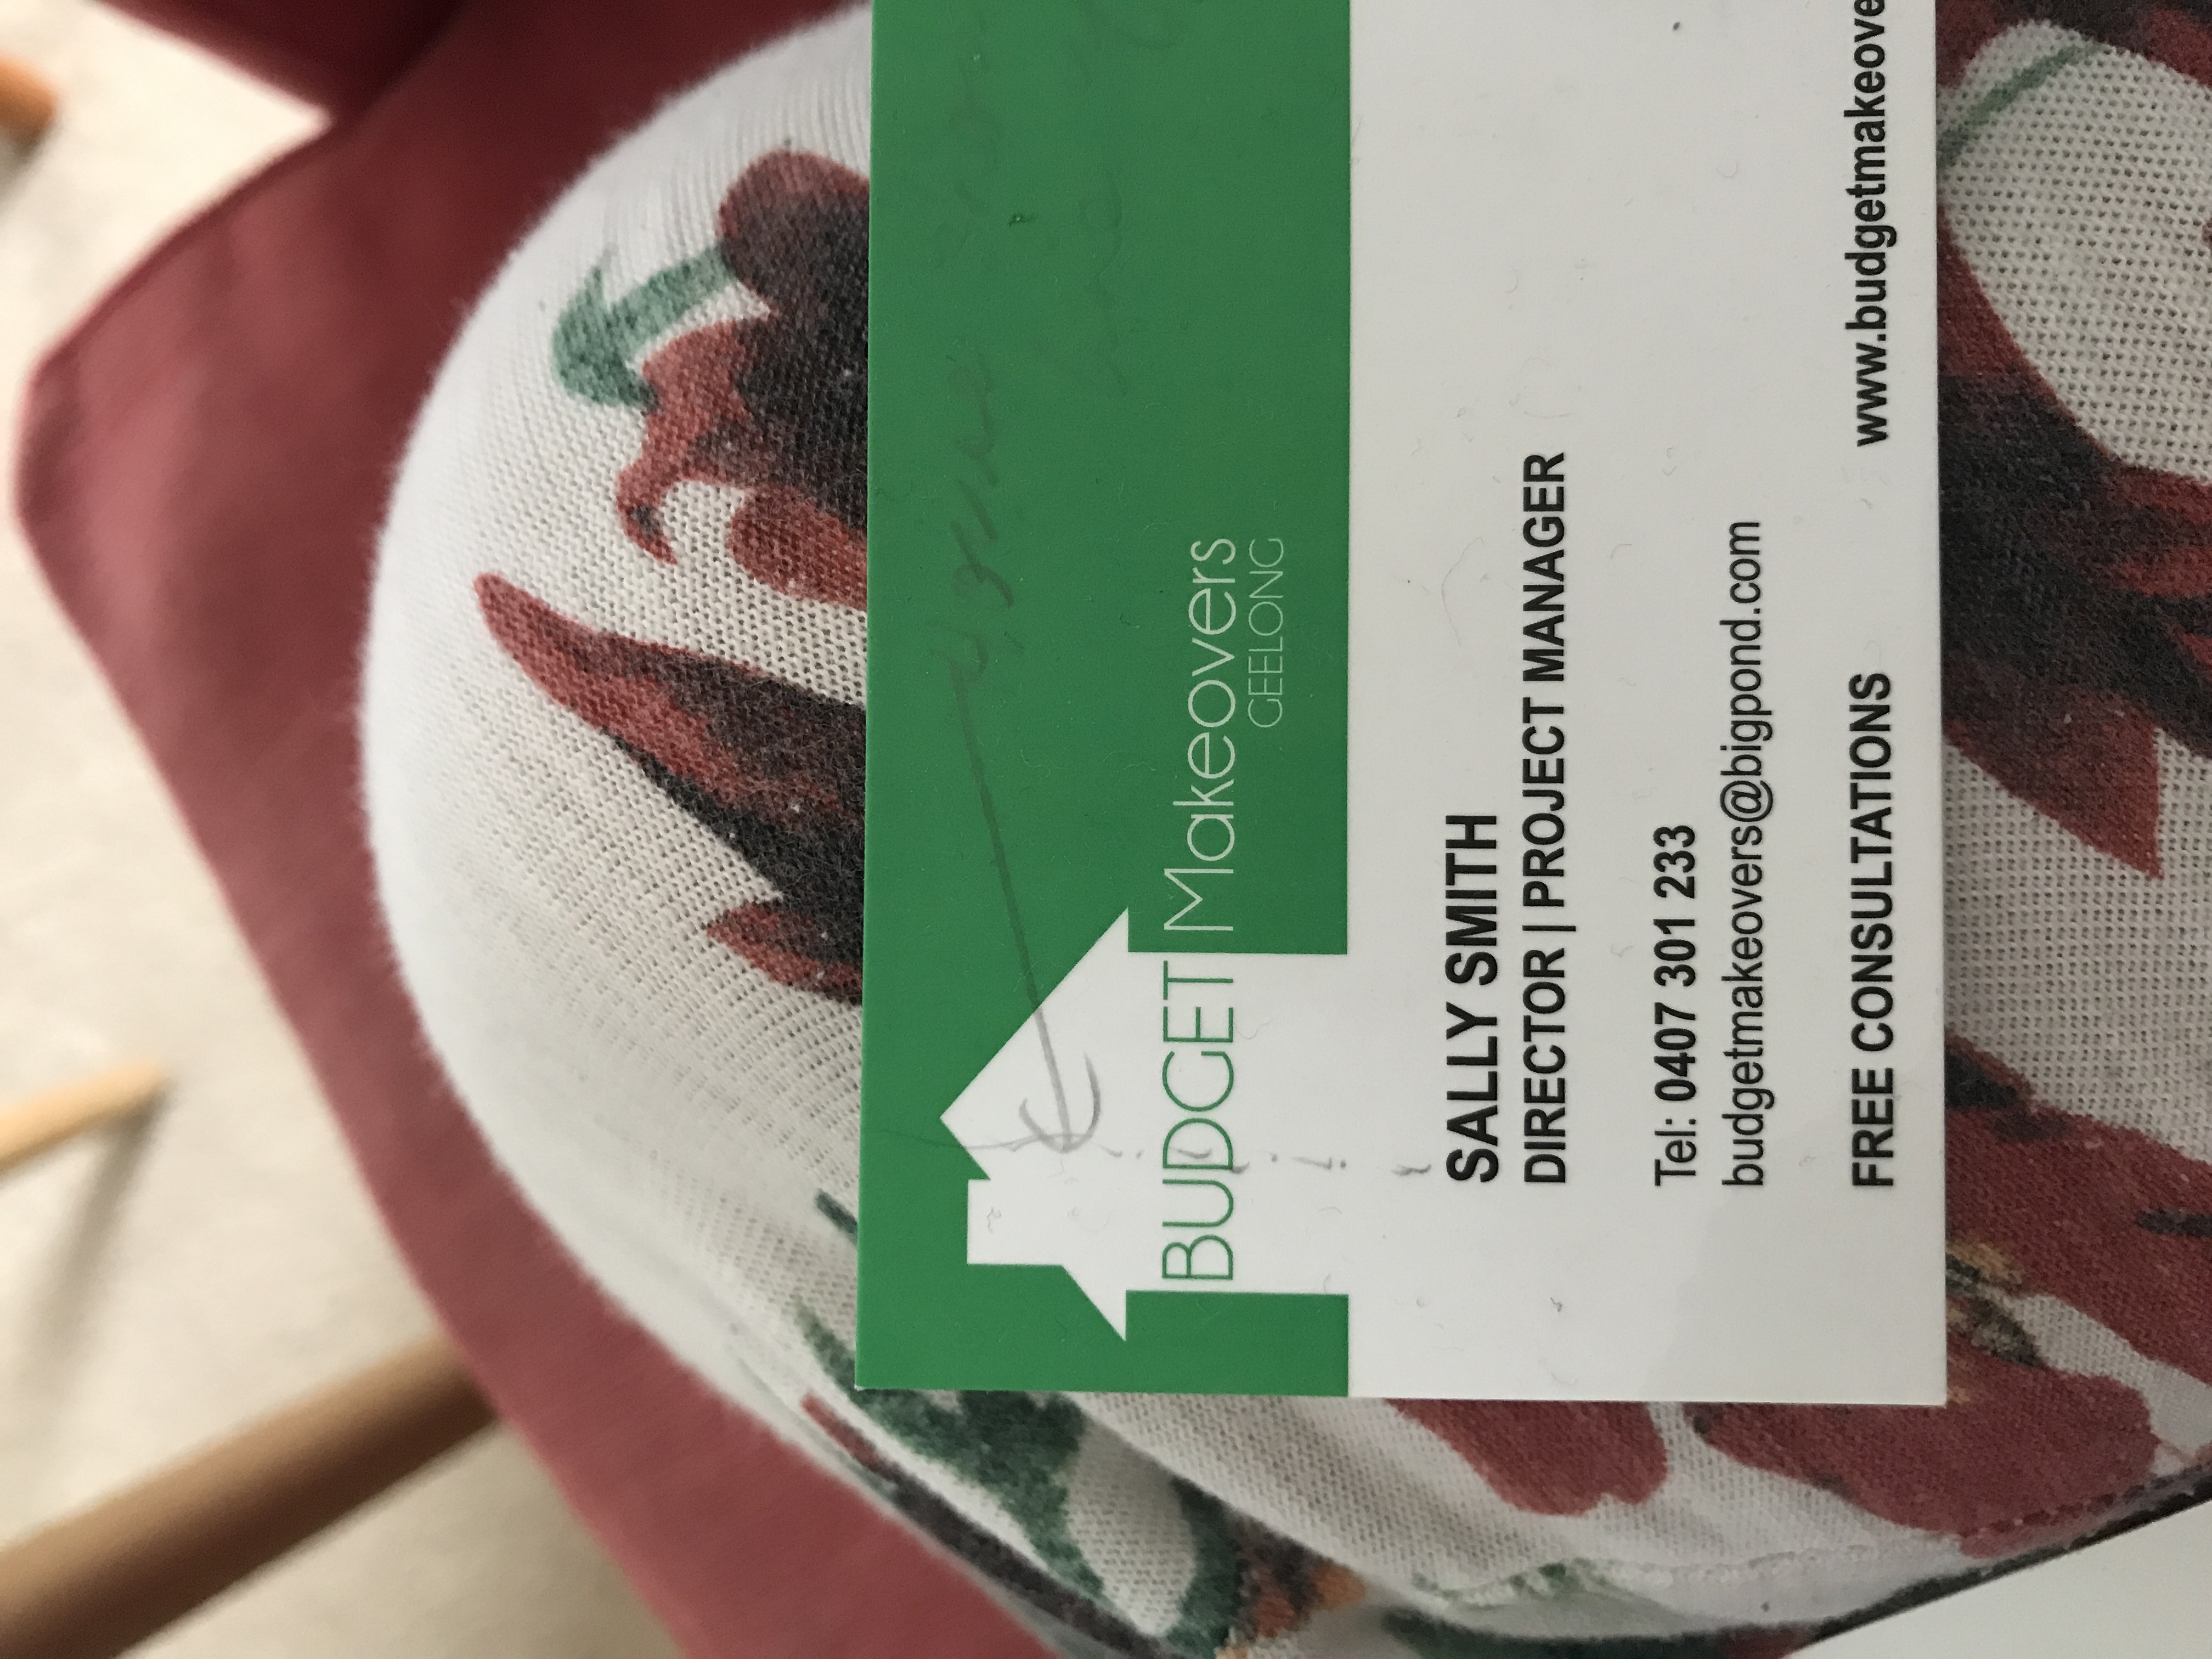 BUDGET Makeovers
GEELONG
SALLY SMITH
DIRECTOR | PROJECT MANAGER
Tel: 0407 301 233
budgetmakeovers@bigpond.com
FREE CONSULTATIONS www.budgetmakeove